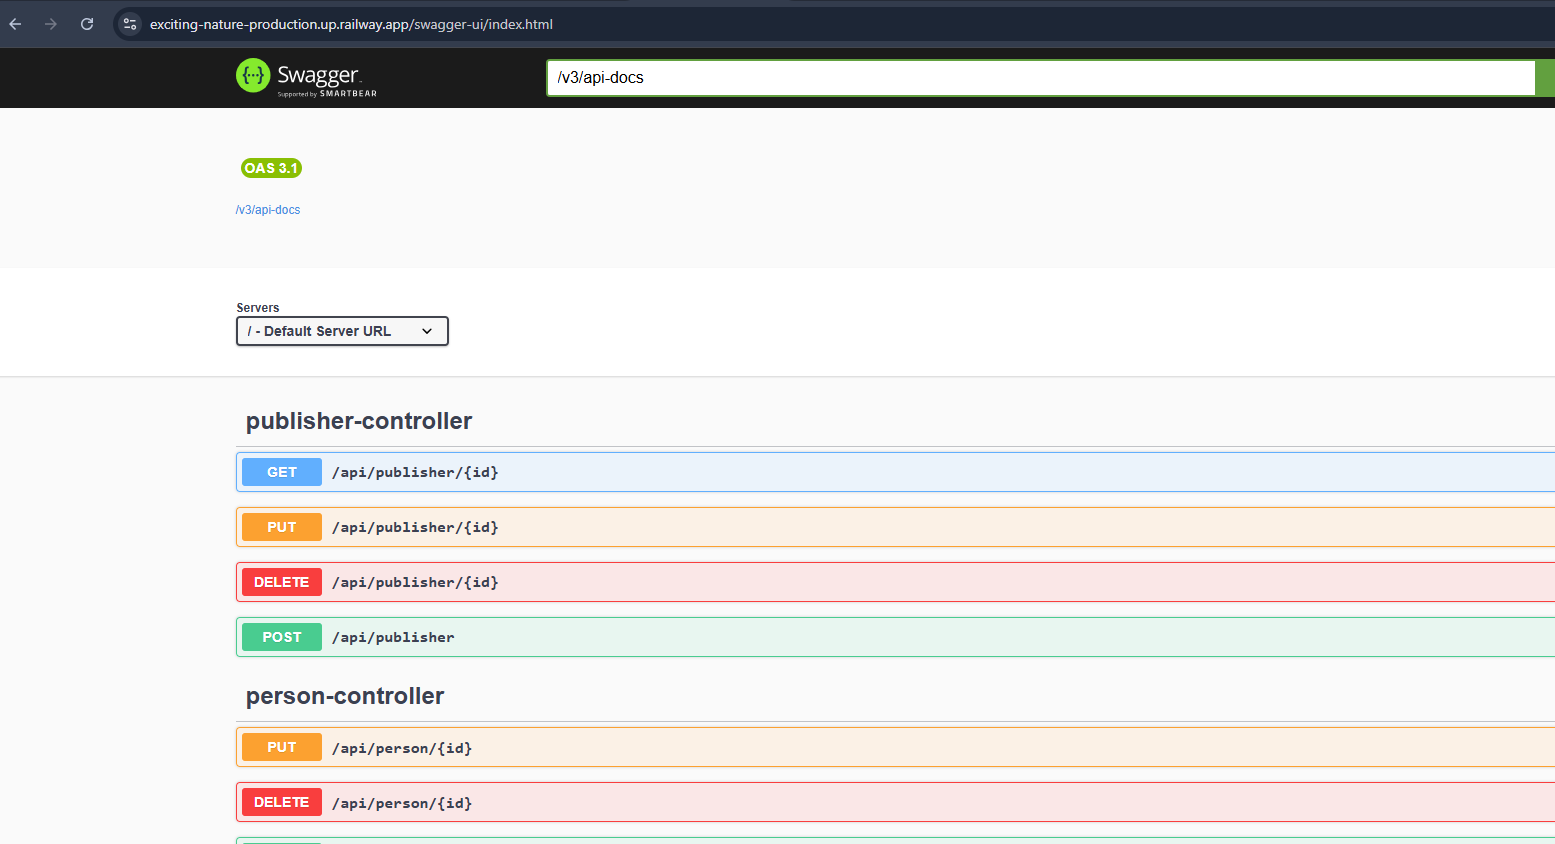 exciting-nature-production.up.railway.app/swagger-ui/index.html
Swagger
Supported by SMARTBEAR
/v3/api-docs
OAS 3.1
/v3/api-docs
Servers
/ - Default Server URL
publisher-controller
GET /api/publisher/{id}
PUT /api/publisher/{id}
DELETE /api/publisher/{id}
POST /api/publisher
person-controller
PUT /api/person/{id}
DELETE /api/person/{id}